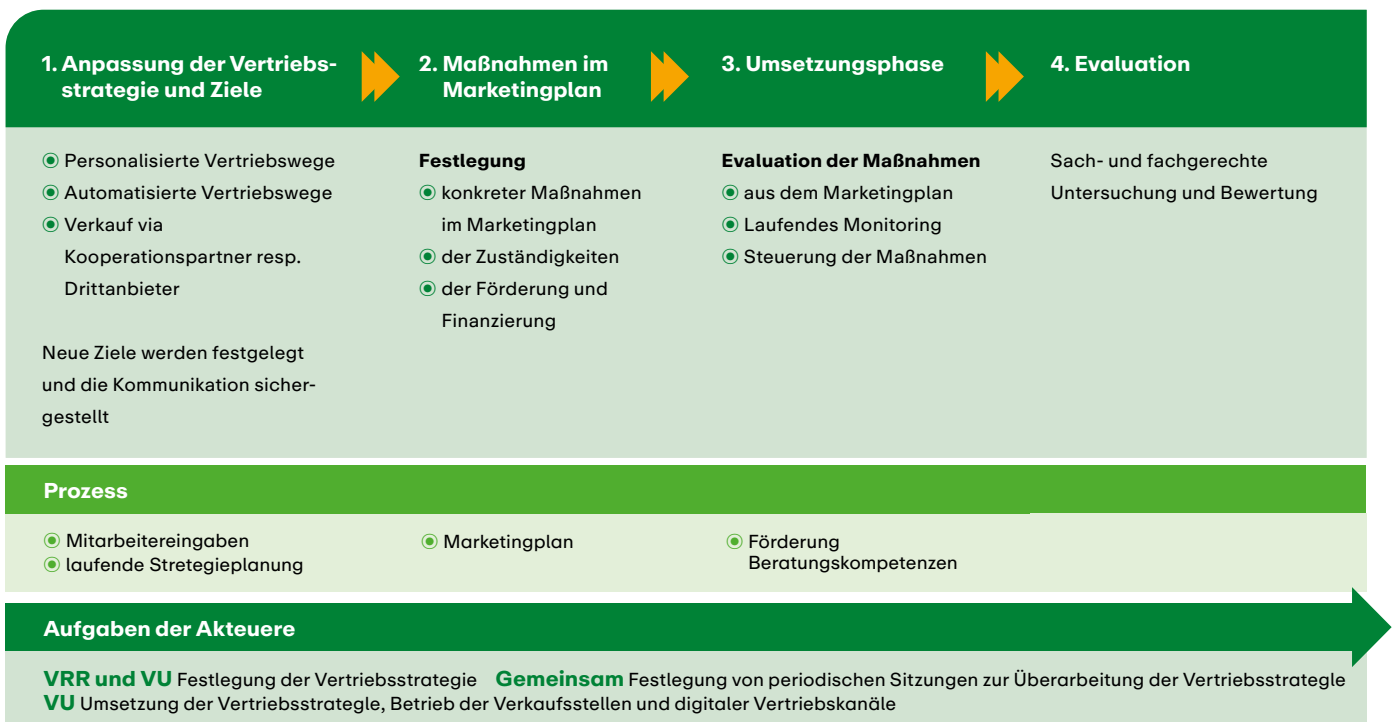 1. Anpassung der Vertriebs-
strategie und Ziele
2. Maßnahmen im
Marketingplan
3. Umsetzungsphase
4. Evaluation
Personalisierte Vertriebswege
Automatisierte Vertriebswege
Verkauf via
Kooperationspartner resp.
Drittanbieter
Neue Ziele werden festgelegt
und die Kommunikation sicher-
gestellt
Festlegung
konkreter Maßnahmen
im Marketingplan
der Zuständigkeiten
der Förderung und
Finanzierung
Evaluation der Maßnahmen
aus dem Marketingplan
Laufendes Monitoring
Steuerung der Maßnahmen
Sach- und fachgerechte
Untersuchung und Bewertung
Prozess
Mitarbeitereingaben
laufende Stretegieplanung
Marketingplan
Förderung
Beratungskompetenzen
Aufgaben der Akteuere
VRR und VU Festlegung der Vertriebsstrategie Gemeinsam Festlegung von periodischen Sitzungen zur Überarbeitung der Vertriebsstrategle
VU Umsetzung der Vertriebsstrategle, Betrieb der Verkaufsstellen und digitaler Vertriebskanäle